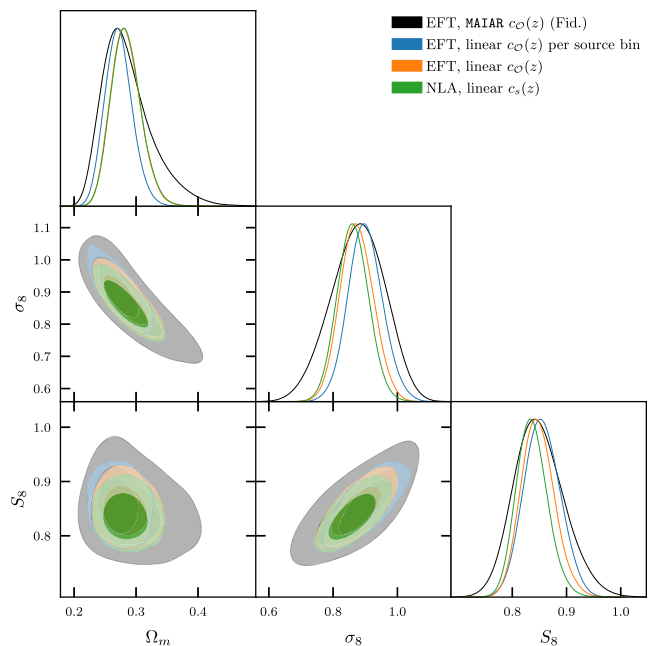 EFT, MAIAR c_𝒪(z) (Fid.)
EFT, linear c_𝒪(z) per source bin
EFT, linear c_𝒪(z)
NLA, linear c_s(z)
1.1
1.0
0.9
0.8
0.7
0.6
σ₈
1.0
0.9
0.8
S₈
0.2 0.3 0.4
0.6 0.8 1.0
0.8 0.9 1.0
Ω_m
σ₈
S₈